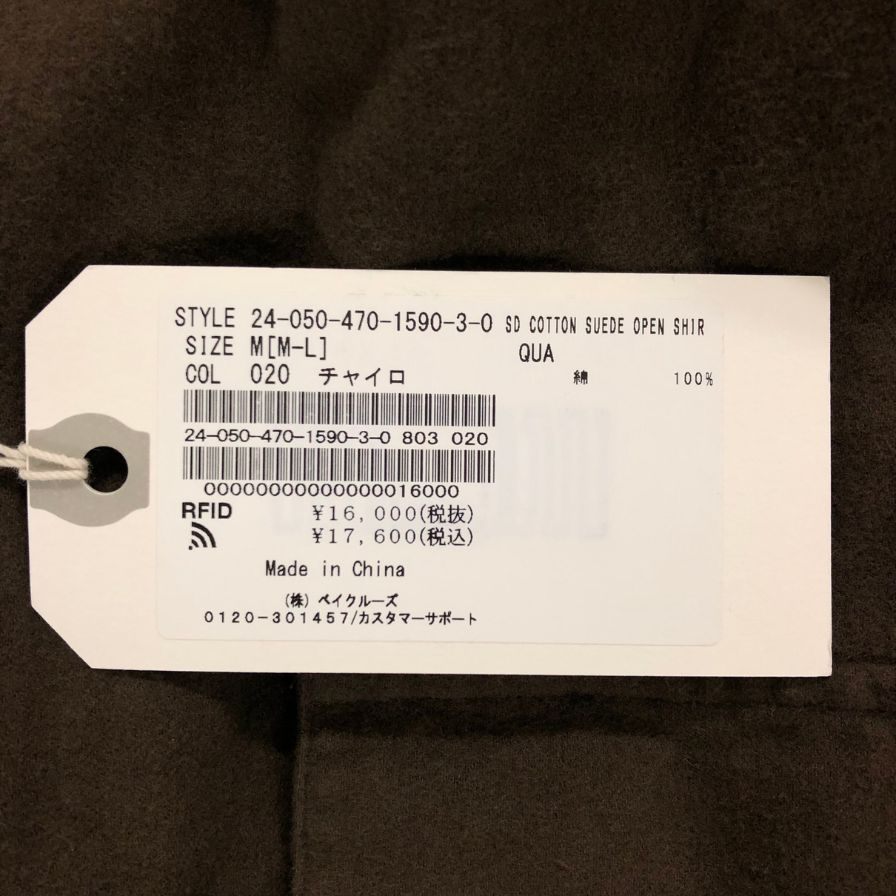 STYLE 24-050-470-1590-3-0 SD COTTON SUEDE OPEN SHIR
SIZE M[M-L] QUA
COL 020 チャイロ 綿 100%
24-050-470-1590-3-0 803 020
00000000000000016000
RFID ¥16,000(税抜)
¥17,600(税込)
Made in China
(株) ベイクルーズ
0120-301457/カスタマーサポート